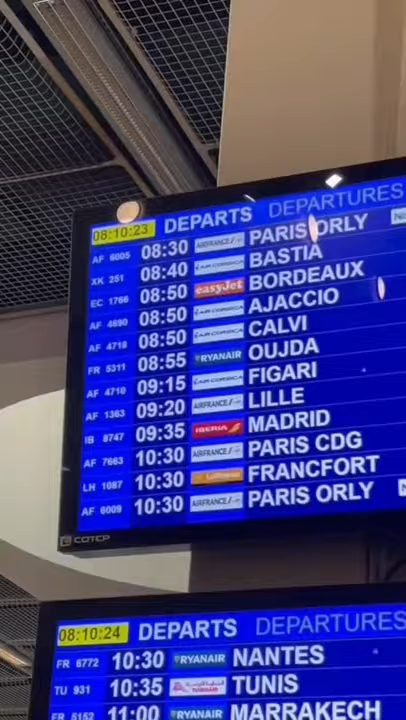 08:10:23 DEPARTS DEPARTURES
AF 6005 08:30 AIRFRANCE PARIS ORLY
XK 251 08:40 AIR CORSICA BASTIA
EC 1766 08:50 easyJet BORDEAUX
AF 4690 08:50 AIR CORSICA AJACCIO
AF 4718 08:50 AIR CORSICA CALVI
FR 5311 08:55 RYANAIR OUJDA
AF 4710 09:15 AIR CORSICA FIGARI
AF 1363 09:20 AIRFRANCE LILLE
IB 8747 09:35 IBERIA MADRID
AF 7663 10:30 AIRFRANCE PARIS CDG
LH 1087 10:30 Lufthansa FRANCFORT
AF 6009 10:30 AIRFRANCE PARIS ORLY
COTEP
08:10:24 DEPARTS DEPARTURES
FR 6772 10:30 RYANAIR NANTES
TU 931 10:35 TUNISAIR TUNIS
FR 5152 11:00 RYANAIR MARRAKECH